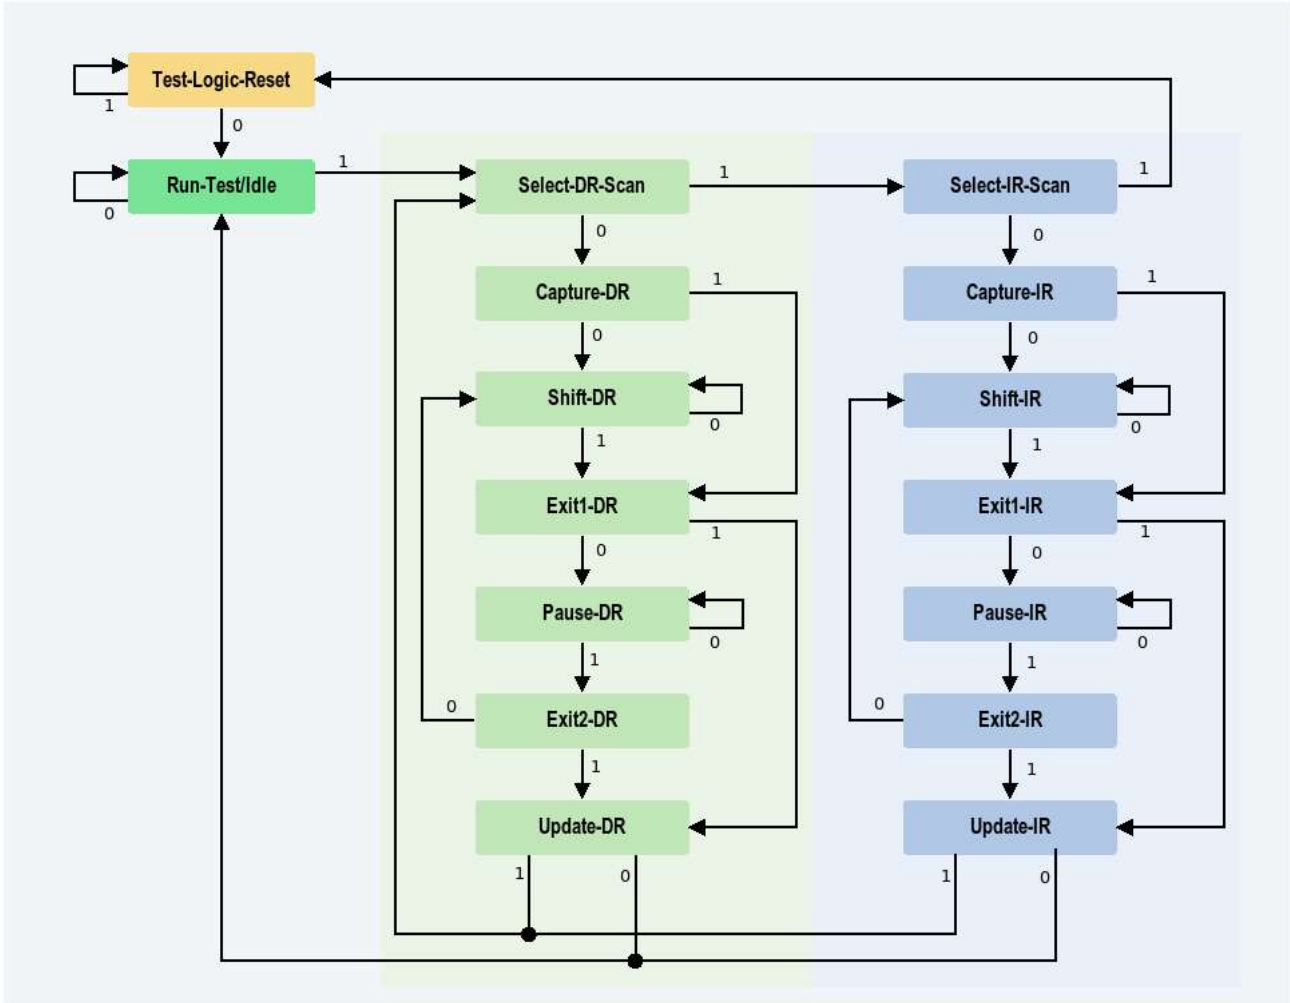 Test-Logic-Reset
1
0
Run-Test/Idle
1
0
Select-DR-Scan
1
Select-IR-Scan
1
0
0
Capture-DR
1
Capture-IR
1
0
0
Shift-DR
0
Shift-IR
0
1
1
Exit1-DR
1
Exit1-IR
1
0
0
Pause-DR
0
Pause-IR
0
1
1
0
Exit2-DR
0
Exit2-IR
1
1
Update-DR
Update-IR
1
0
1
0